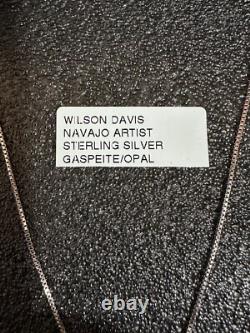 WILSON DAVIS
NAVAJO ARTIST
STERLING SILVER
GASPEITE/OPAL